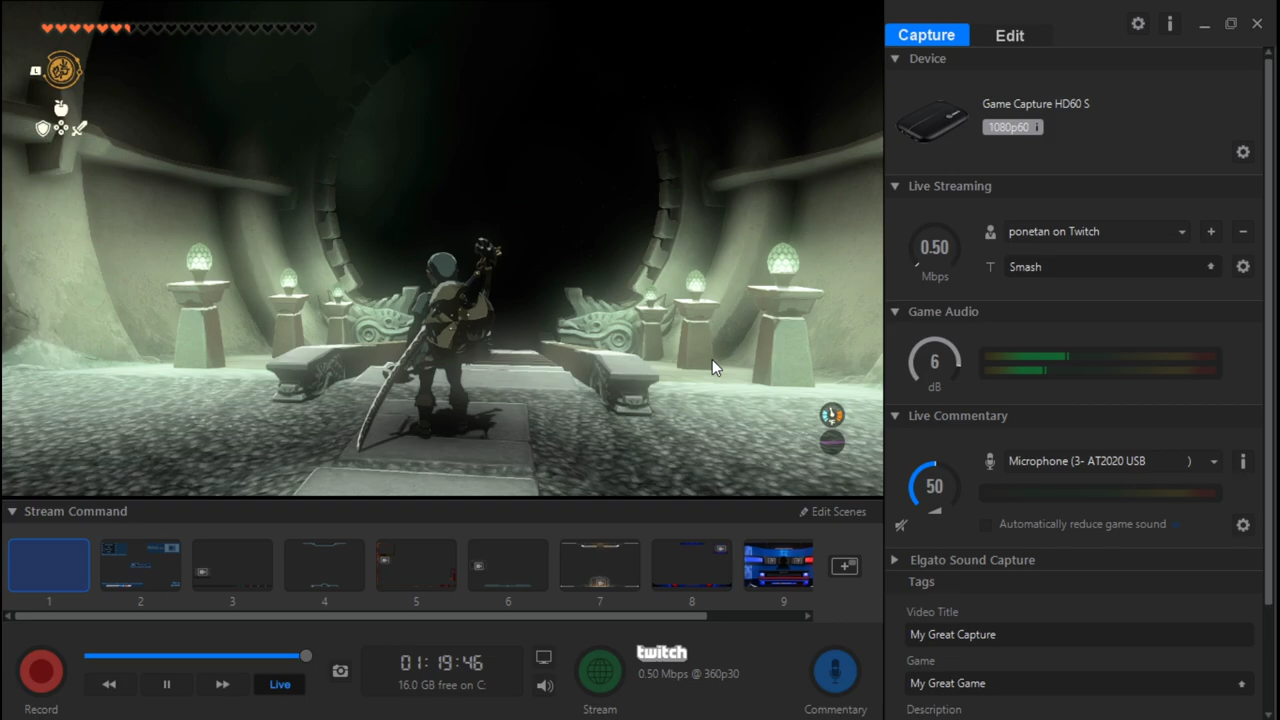 L
°F
Capture
Edit
Device
Game Capture HD60 S
1080p60 i
Live Streaming
0.50
Mbps
ponetan on Twitch
Smash
Game Audio
6
dB
Live Commentary
50
Microphone (3- AT2020 USB )
Automatically reduce game sound
Elgato Sound Capture
Tags
Video Title
My Great Capture
Game
My Great Game
Description
Stream Command
Edit Scenes
1
2
3
4
5
6
7
8
9
Record
Live
01:19:46
16.0 GB free on C:
Stream
twitch
0.50 Mbps @ 360p30
Commentary